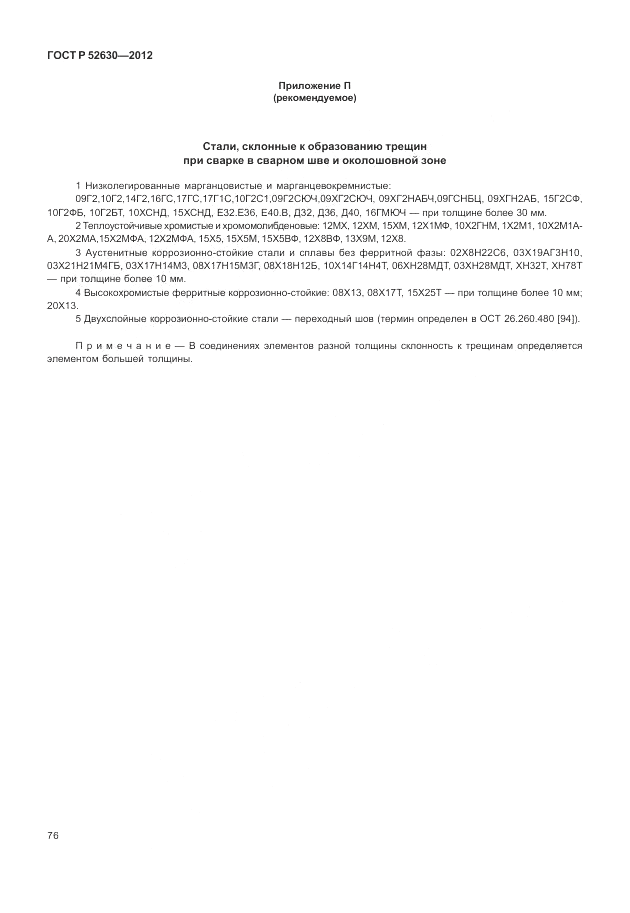 ГОСТ Р 52630—2012
Приложение П
(рекомендуемое)
Стали, склонные к образованию трещин
при сварке в сварном шве и околошовной зоне
1 Низколегированные марганцовистые и марганцевокремнистые:
09Г2,10Г2,14Г2,16ГС,17ГС,17Г1С,10Г2С1,09Г2СЮЧ,09ХГ2СЮЧ, 09ХГ2НАБЧ,09ГСНБЦ, 09ХГН2АБ, 15Г2СФ,
10Г2ФБ, 10Г2БТ, 10ХСНД, 15ХСНД, Е32.Е36, Е40.В, Д32, Д36, Д40, 16ГМЮЧ — при толщине более 30 мм.
2 Теплоустойчивые хромистые и хромомолибденовые: 12МХ, ХМ, 15ХМ, 12Х1МФ, 10Х2ГНМ, 1Х2М1, 10Х2М1А-
А, 20Х2МА,15Х2МФА, 12Х2МФА, 15Х5, 15Х5М, 15Х5ВФ, 12Х8ВФ, 13Х9М, 12Х8.
3 Аустенитные коррозионно-стойкие стали и сплавы без ферритной фазы: 02Х8Н22С6, 03Х19АГ3Н10,
03Х21Н21М4ГБ, 03Х17Н14М3, 08Х17Н15М3Г, 08Х18Н12Б, 10Х14Г14Н4Т, 06ХН28МДТ, 03ХН28МДТ, ХН32Т, ХН78Т
— при толщине более 10 мм.
4 Высокохромистые ферритные коррозионно-стойкие: 08Х13, 08Х17Т, 15Х25Т — при толщине более 10 мм;
20Х13.
5 Двухслойные коррозионно-стойкие стали — переходный шов (термин определен в ОСТ 26.260.480 [94]).
П р и м е ч а н и е — В соединениях элементов разной толщины склонность к трещинам определяется
элементом большей толщины.
76